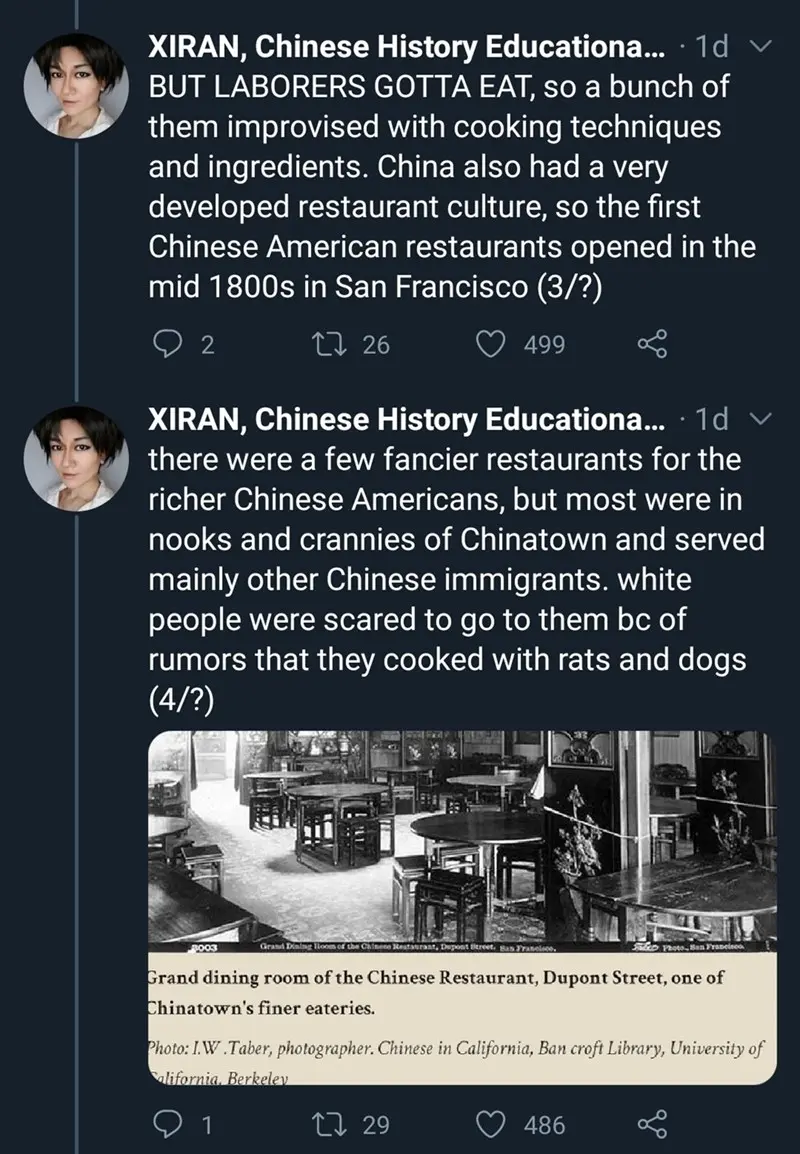 XIRAN, Chinese History Educationa... · 1d
BUT LABORERS GOTTA EAT, so a bunch of
them improvised with cooking techniques
and ingredients. China also had a very
developed restaurant culture, so the first
Chinese American restaurants opened in the
mid 1800s in San Francisco (3/?)
2 26 499
XIRAN, Chinese History Educationa... · 1d
there were a few fancier restaurants for the
richer Chinese Americans, but most were in
nooks and crannies of Chinatown and served
mainly other Chinese immigrants. white
people were scared to go to them bc of
rumors that they cooked with rats and dogs
(4/?)
8003 Grand Dining Room of the Chinese Restaurant, Dupont Street, San Francisco. Photo., San Francisco.
Grand dining room of the Chinese Restaurant, Dupont Street, one of
Chinatown's finer eateries.
Photo: I.W .Taber, photographer. Chinese in California, Ban croft Library, University of
California, Berkeley
1 29 486